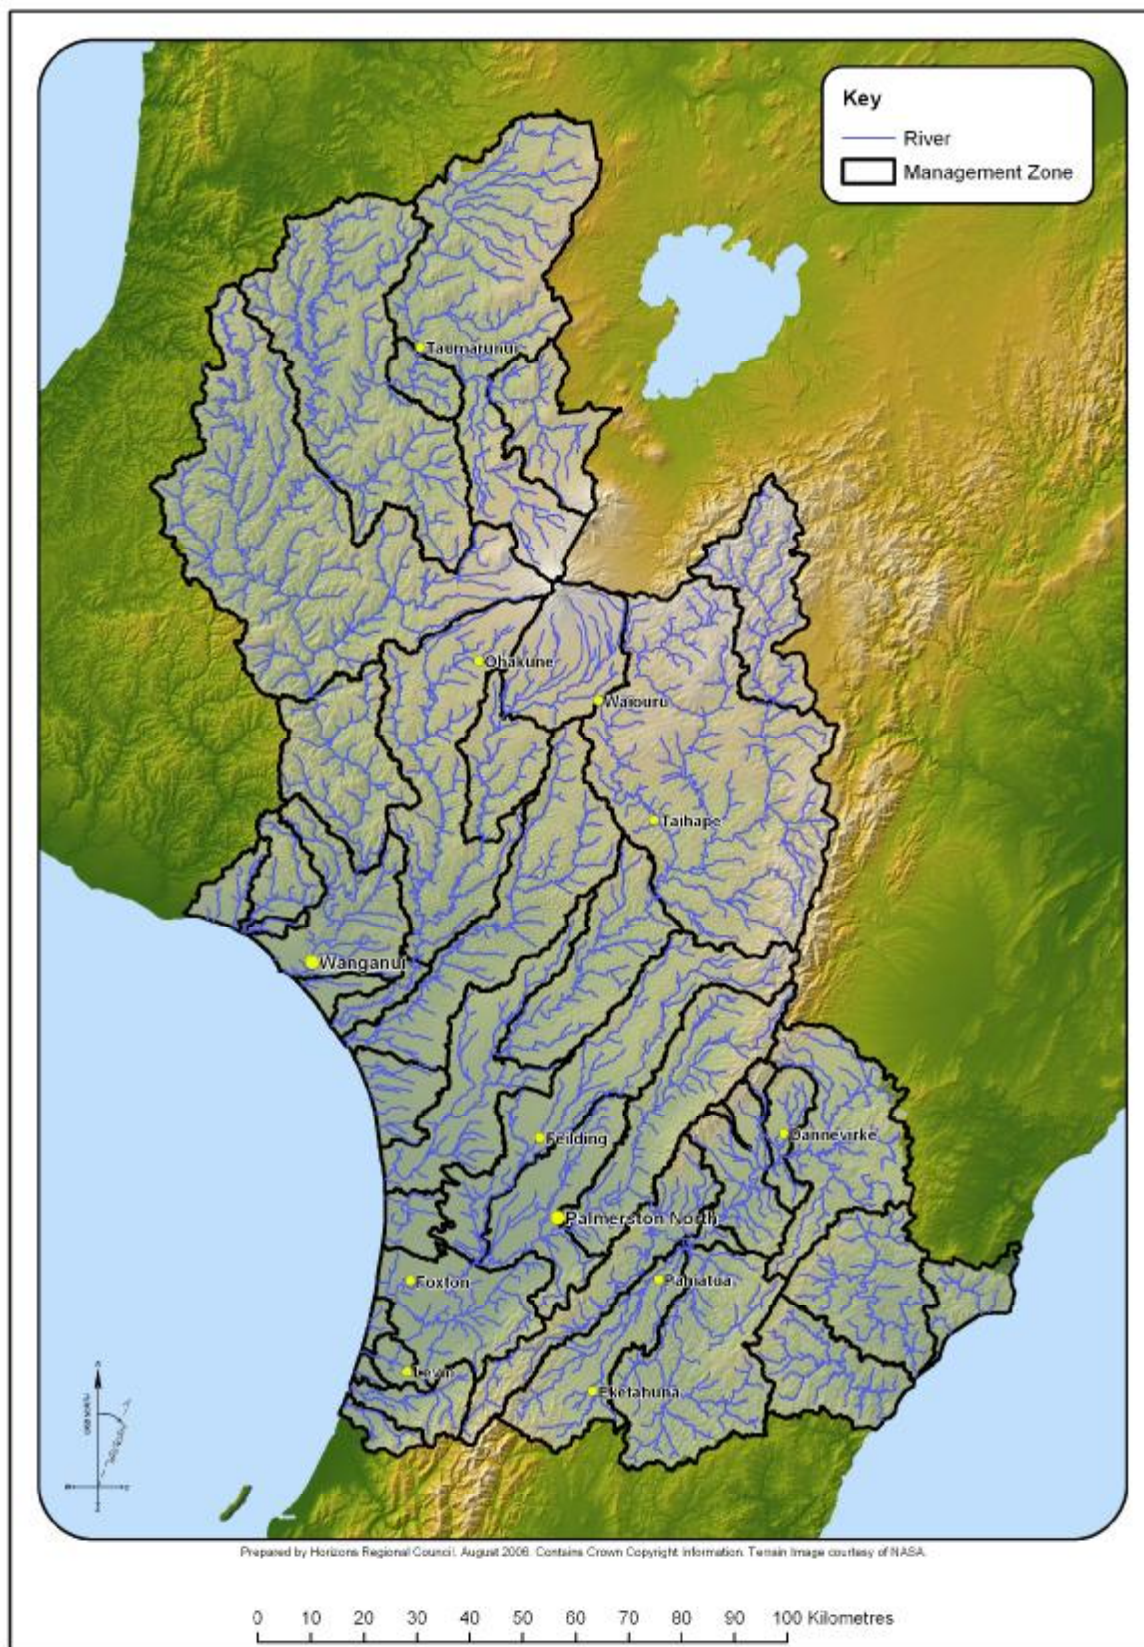 Key
River
Management Zone
Taumarunui
Ohakune
Waiouru
Taihape
Wanganui
Feilding
Dannevirke
Palmerston North
Foxton
Pahiatua
Levin
Eketahuna
Prepared by Horizons Regional Council. August 2006. Contains Crown Copyright Information. Terrain Image courtesy of NASA.
0 10 20 30 40 50 60 70 80 90 100 Kilometres